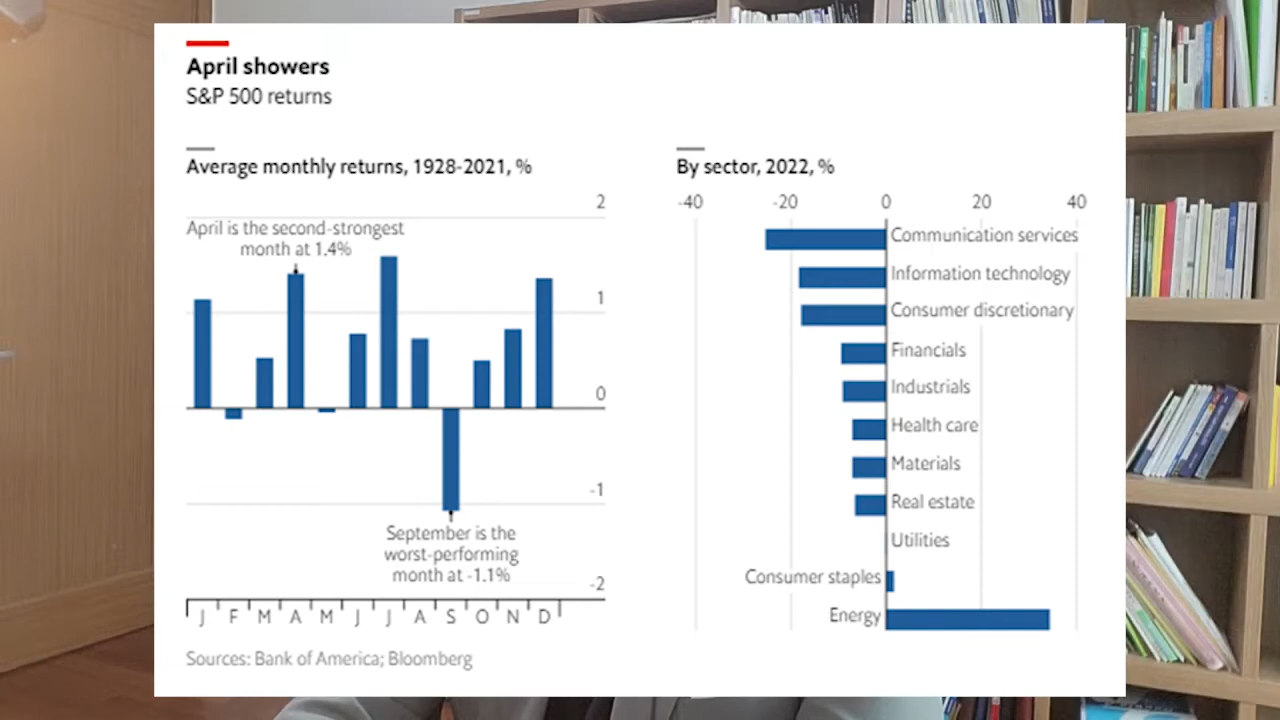 April showers
S&P 500 returns
Average monthly returns, 1928-2021, %
2
April is the second-strongest
month at 1.4%
1
0
-1
September is the
worst-performing
month at -1.1%
-2
J F M A M J J A S O N D
Sources: Bank of America; Bloomberg
By sector, 2022, %
-40 -20 0 20 40
Communication services
Information technology
Consumer discretionary
Financials
Industrials
Health care
Materials
Real estate
Utilities
Consumer staples
Energy